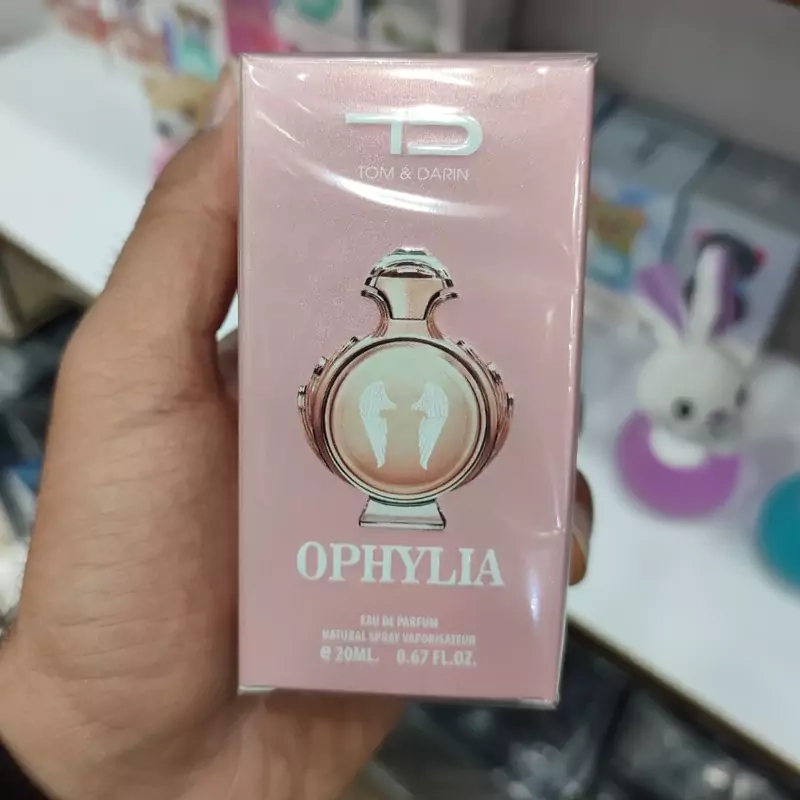 TD
TOM & DARIN
OPHYLIA
EAU DE PARFUM
NATURAL SPRAY VAPORISATEUR
e 20ML. 0.67 FL.OZ.